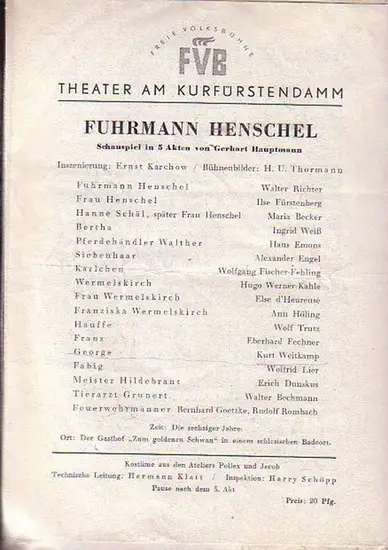 FREIE VOLKSBÜHNE
FVB
THEATER AM KURFÜRSTENDAMM
FUHRMANN HENSCHEL
Schauspiel in 5 Akten von Gerhart Hauptmann
Inszenierung: Ernst Karchow / Bühnenbilder: H. U. Thormann
Fuhrmann Henschel Walter Richter
Frau Henschel Ilse Fürstenberg
Hanne Schäl, später Frau Henschel Maria Becker
Bertha Ingrid Weiß
Pferdehändler Walther Hans Emons
Siebenhaar Alexander Engel
Karlchen Wolfgang Fischer-Fehling
Wermelskirch Hugo Werner-Kahle
Frau Wermelskirch Else d'Heureuse
Franziska Wermelskirch Ann Höling
Hauffe Wolf Trutz
Franz Eberhard Fechner
George Kurt Weitkamp
Fabig Wolfrid Lier
Meister Hildebrant Erich Dunskus
Tierarzt Grunert Walter Bechmann
Feuerwehrmänner Bernhard Goetzke, Rudolf Rombach
Zeit: Die sechziger Jahre:
Ort: Der Gasthof „Zum goldenen Schwan" in einem schlesischen Badeort.
Kostüme aus den Ateliers Pollex und Jacob
Technische Leitung: Hermann Klatt / Inspektion: Harry Schöpp
Pause nach dem 3. Akt
Preis: 20 Pfg.